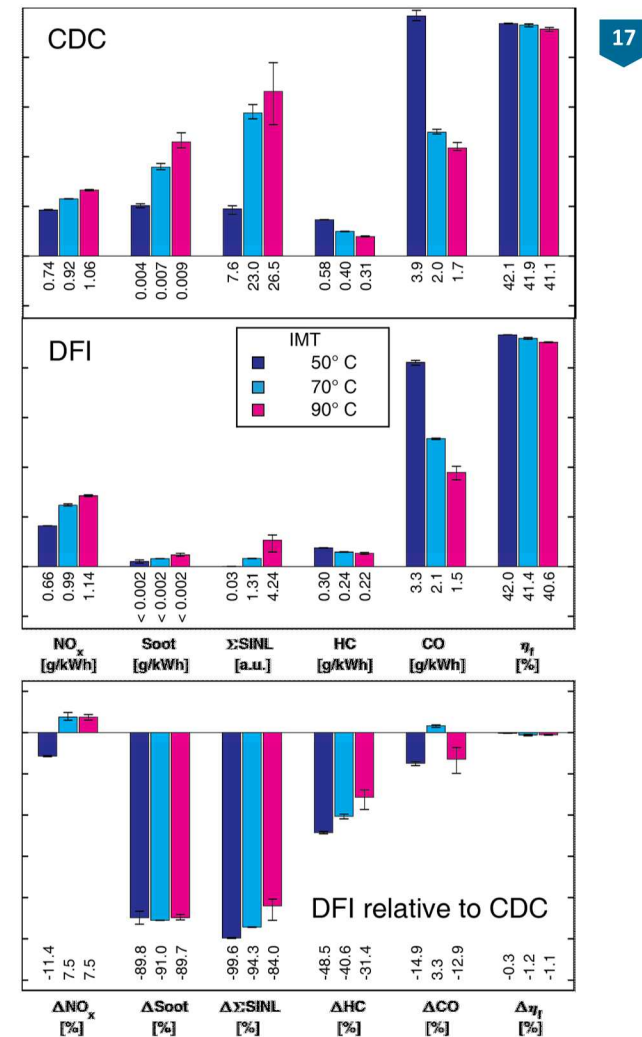 17
CDC
0.74 0.92 1.06 0.004 0.007 0.009 7.6 23.0 26.5 0.58 0.40 0.31 3.9 2.0 1.7 42.1 41.9 41.1
DFI
IMT
50° C
70° C
90° C
0.66 0.99 1.14 < 0.002 < 0.002 < 0.002 0.03 1.31 4.24 0.30 0.24 0.22 3.3 2.1 1.5 42.0 41.4 40.6
NOx Soot ΣSINL HC CO ηf
[g/kWh] [g/kWh] [a.u.] [g/kWh] [g/kWh] [%]
DFI relative to CDC
-11.4 7.5 7.5 -89.8 -91.0 -89.7 -99.6 -94.3 -84.0 -48.5 -40.6 -31.4 -14.9 3.3 -12.9 -0.3 -1.2 -1.1
ΔNOx ΔSoot ΔΣSINL ΔHC ΔCO Δηf
[%] [%] [%] [%] [%] [%]